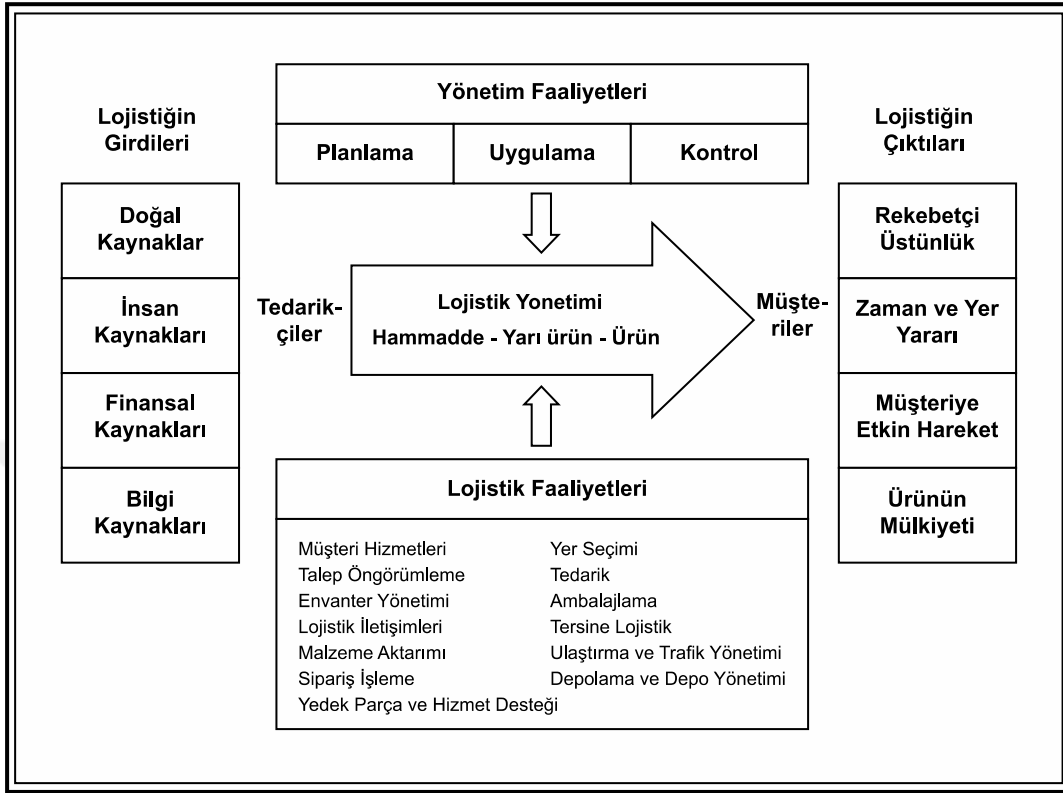 Yönetim Faaliyetleri
Planlama
Uygulama
Kontrol
Lojistiğin
Girdileri
Doğal
Kaynaklar
İnsan
Kaynakları
Finansal
Kaynakları
Bilgi
Kaynakları
Tedarik-
çiler
Lojistik Yonetimi
Hammadde - Yarı ürün - Ürün
Müşte-
riler
Lojistiğin
Çıktıları
Rekebetçi
Üstünlük
Zaman ve Yer
Yararı
Müşteriye
Etkin Hareket
Ürünün
Mülkiyeti
Lojistik Faaliyetleri
Müşteri Hizmetleri
Talep Öngörümleme
Envanter Yönetimi
Lojistik İletişimleri
Malzeme Aktarımı
Sipariş İşleme
Yedek Parça ve Hizmet Desteği
Yer Seçimi
Tedarik
Ambalajlama
Tersine Lojistik
Ulaştırma ve Trafik Yönetimi
Depolama ve Depo Yönetimi